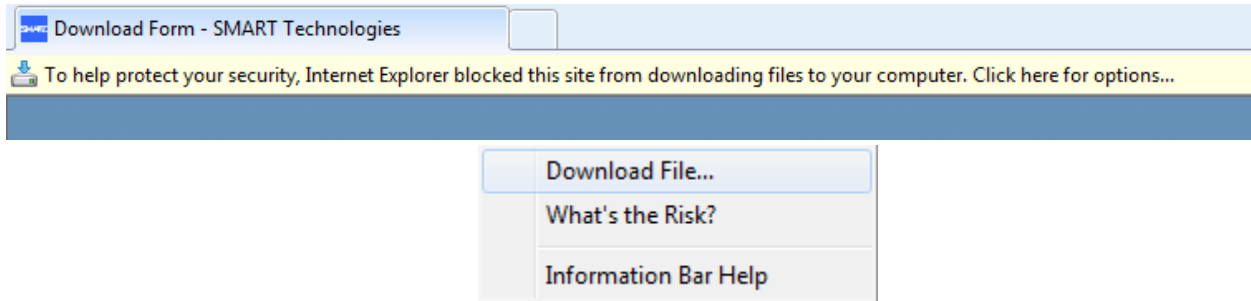 SMART Download Form - SMART Technologies
To help protect your security, Internet Explorer blocked this site from downloading files to your computer. Click here for options...
Download File...
What's the Risk?
Information Bar Help